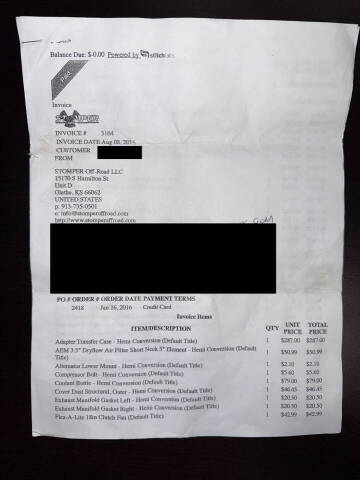 Balance Due: $-0.00 Powered by Stitch Labs
Paid
Invoice
STOMPER
INVOICE # 3184
INVOICE DATE Aug 08, 2016
CUSTOMER
FROM
STOMPER Off-Road LLC
15170 S Hamilton St
Unit D
Olathe, KS 66062
UNITED STATES
p: 913-735-0501
e: info@stomperoffroad.com
http://www.stomperoffroad.com
PO # ORDER # ORDER DATE PAYMENT TERMS
2418 Jun 16, 2016 Credit Card
Invoice Items
ITEM/DESCRIPTION QTY UNIT PRICE TOTAL PRICE
Adapter Transfer Case - Hemi Conversion (Default Title) 1 $287.00 $287.00
AEM 3.5" Dryflow Air Filter Short Neck 5" Element - Hemi Conversion (Default Title) 1 $50.99 $50.99
Alternator Lower Mount - Hemi Conversion (Default Title) 1 $2.10 $2.10
Compressor Bolt - Hemi Conversion (Default Title) 1 $5.60 $5.60
Coolant Bottle - Hemi Conversion (Default Title) 1 $79.00 $79.00
Cover Dust Structural, Outer - Hemi Conversion (Default Title) 1 $46.45 $46.45
Exhaust Manifold Gasket Left - Hemi Conversion (Default Title) 1 $20.50 $20.50
Exhaust Manifold Gasket Right - Hemi Conversion (Default Title) 1 $20.50 $20.50
Flex-A-Lite 18in Clutch Fan (Default Title) 1 $42.99 $42.99